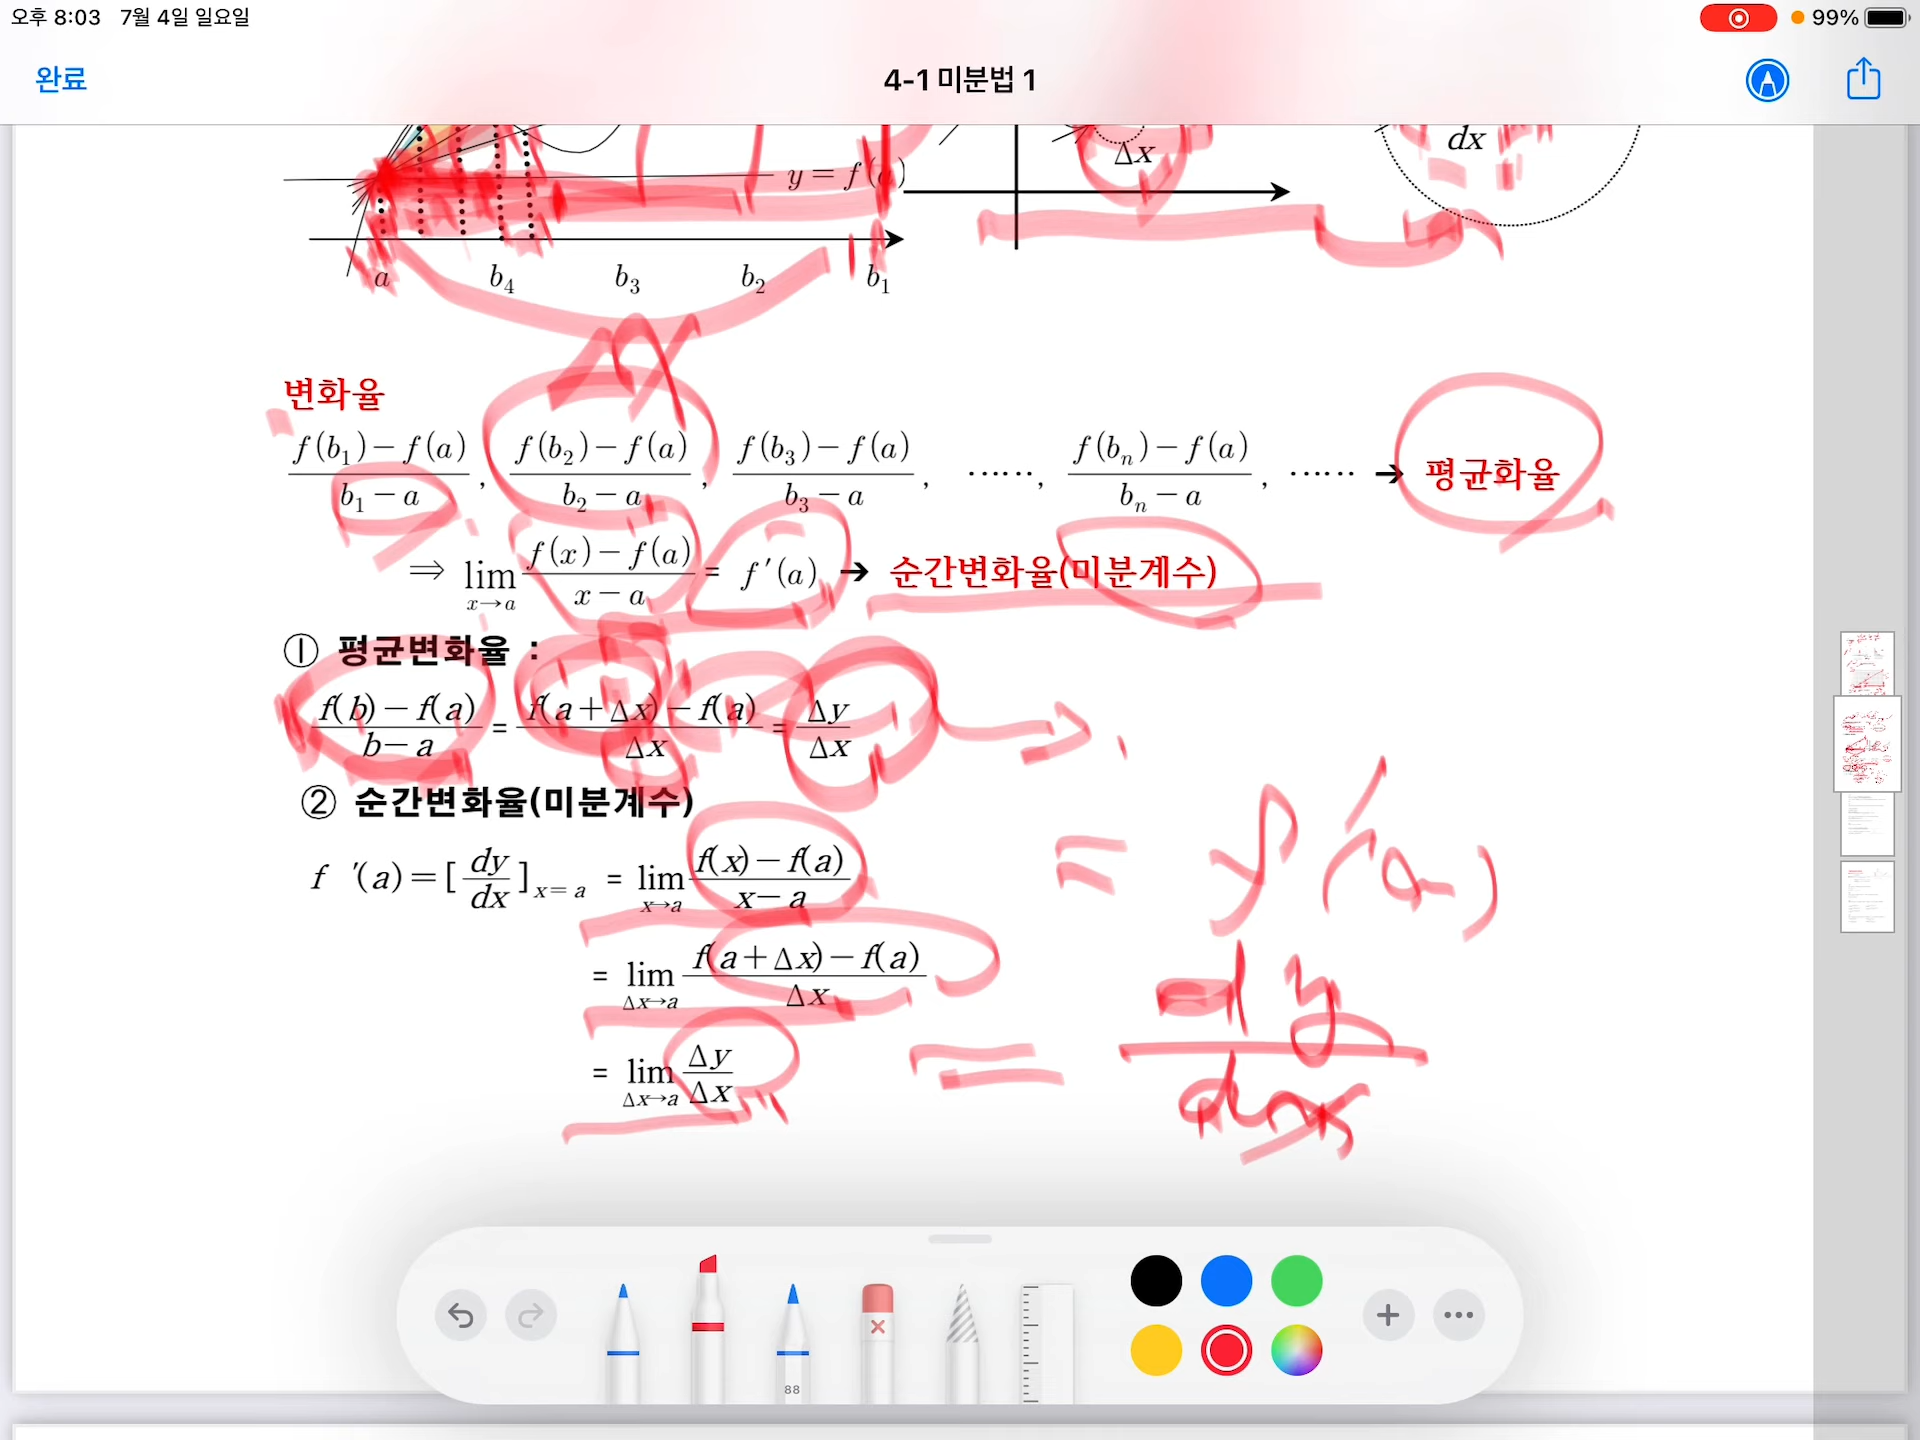 오후 8:03 7월 4일 일요일 99%
완료 4-1 미분법 1
y = f(a) Δx dx
a b₄ b₃ b₂ b₁
변화율
f(b₁)−f(a) / b₁−a , f(b₂)−f(a) / b₂−a , f(b₃)−f(a) / b₃−a , ⋯⋯, f(bₙ)−f(a) / bₙ−a , ⋯⋯ ➔ 평균화율
⇒ lim x→a f(x)−f(a) / x−a = f′(a) ➔ 순간변화율(미분계수)
① 평균변화율 :
f(b)−f(a) / b−a = f(a+Δx)−f(a) / Δx = Δy / Δx
② 순간변화율(미분계수)
f ′(a)=[dy/dx] x=a = lim x→a f(x)−f(a) / x−a = f′(a)
= lim Δx→a f(a+Δx)−f(a) / Δx
= lim Δx→a Δy / Δx = dy / dx
88